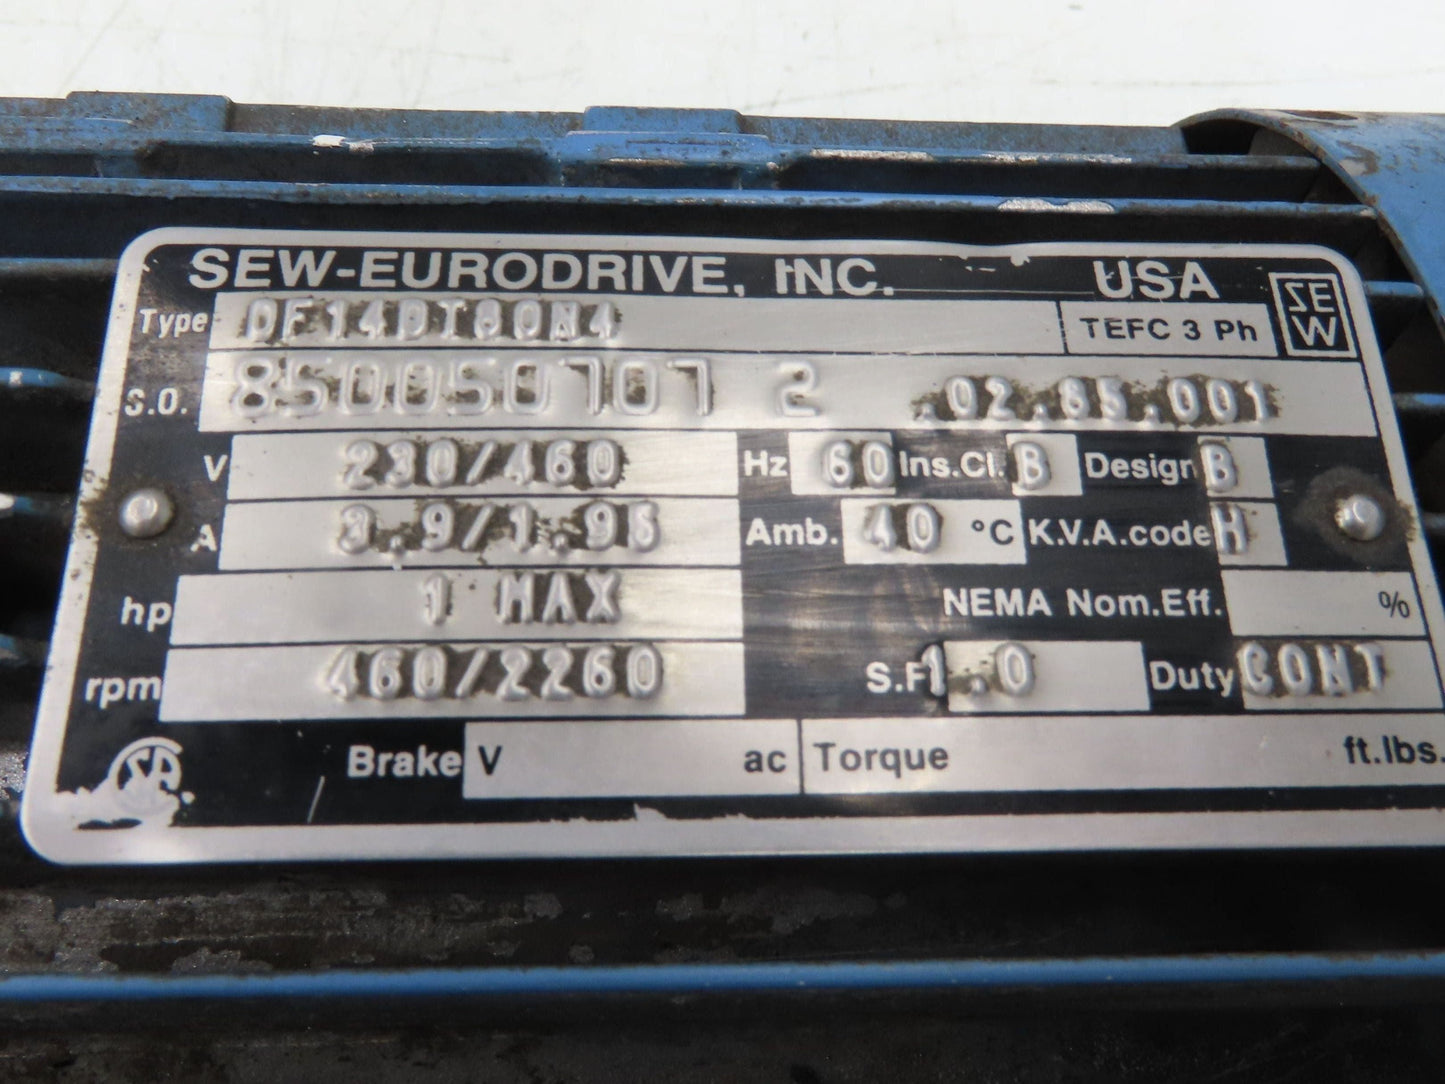 SEW-EURODRIVE, INC. USA
SEW
Type DF14DT80N4 TEFC 3 Ph
S.O. 850050707 2 .02.85.001
V 230/460 Hz 60 Ins.Cl. B Design B
A 3.9/1.95 Amb. 40 °C K.V.A.code H
hp 1 MAX NEMA Nom.Eff. %
rpm 460/2260 S.F. 1.0 Duty CONT
Brake V ac Torque ft.lbs.
SA